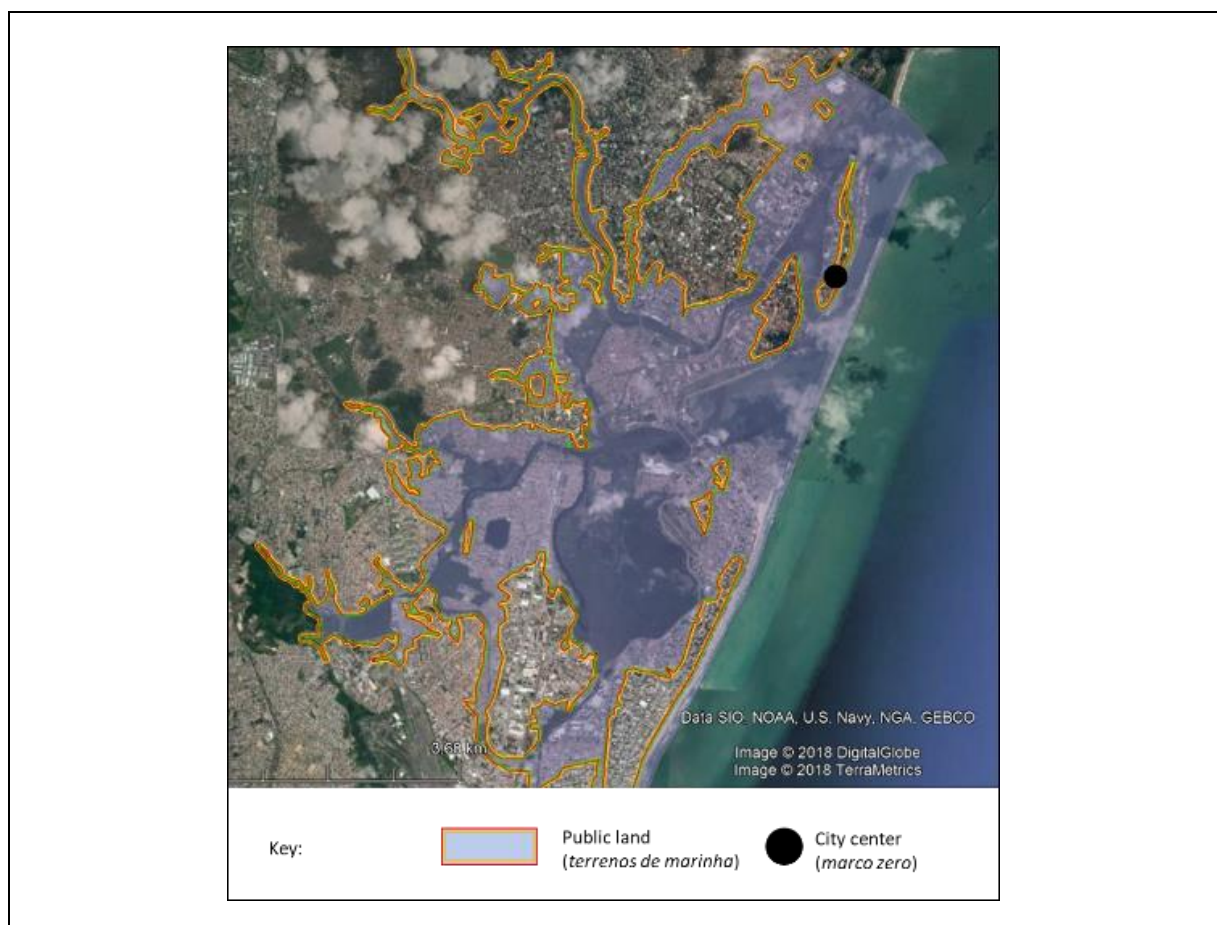 3,68 km
Data SIO, NOAA, U.S. Navy, NGA, GEBCO
Image © 2018 DigitalGlobe
Image © 2018 TerraMetrics
Key:
Public land
(terrenos de marinha)
City center
(marco zero)